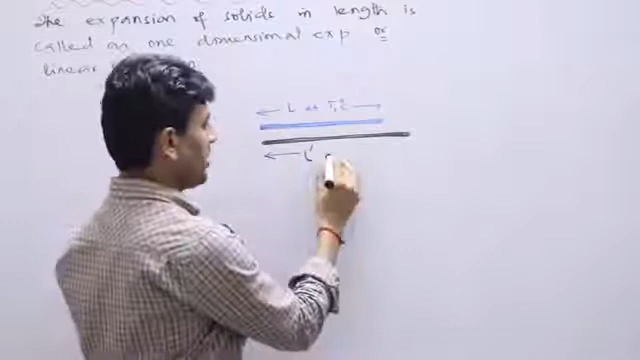 The expansion of solids in length is
called as one dimensional exp or
linear
← L at T₁°C →
← L'